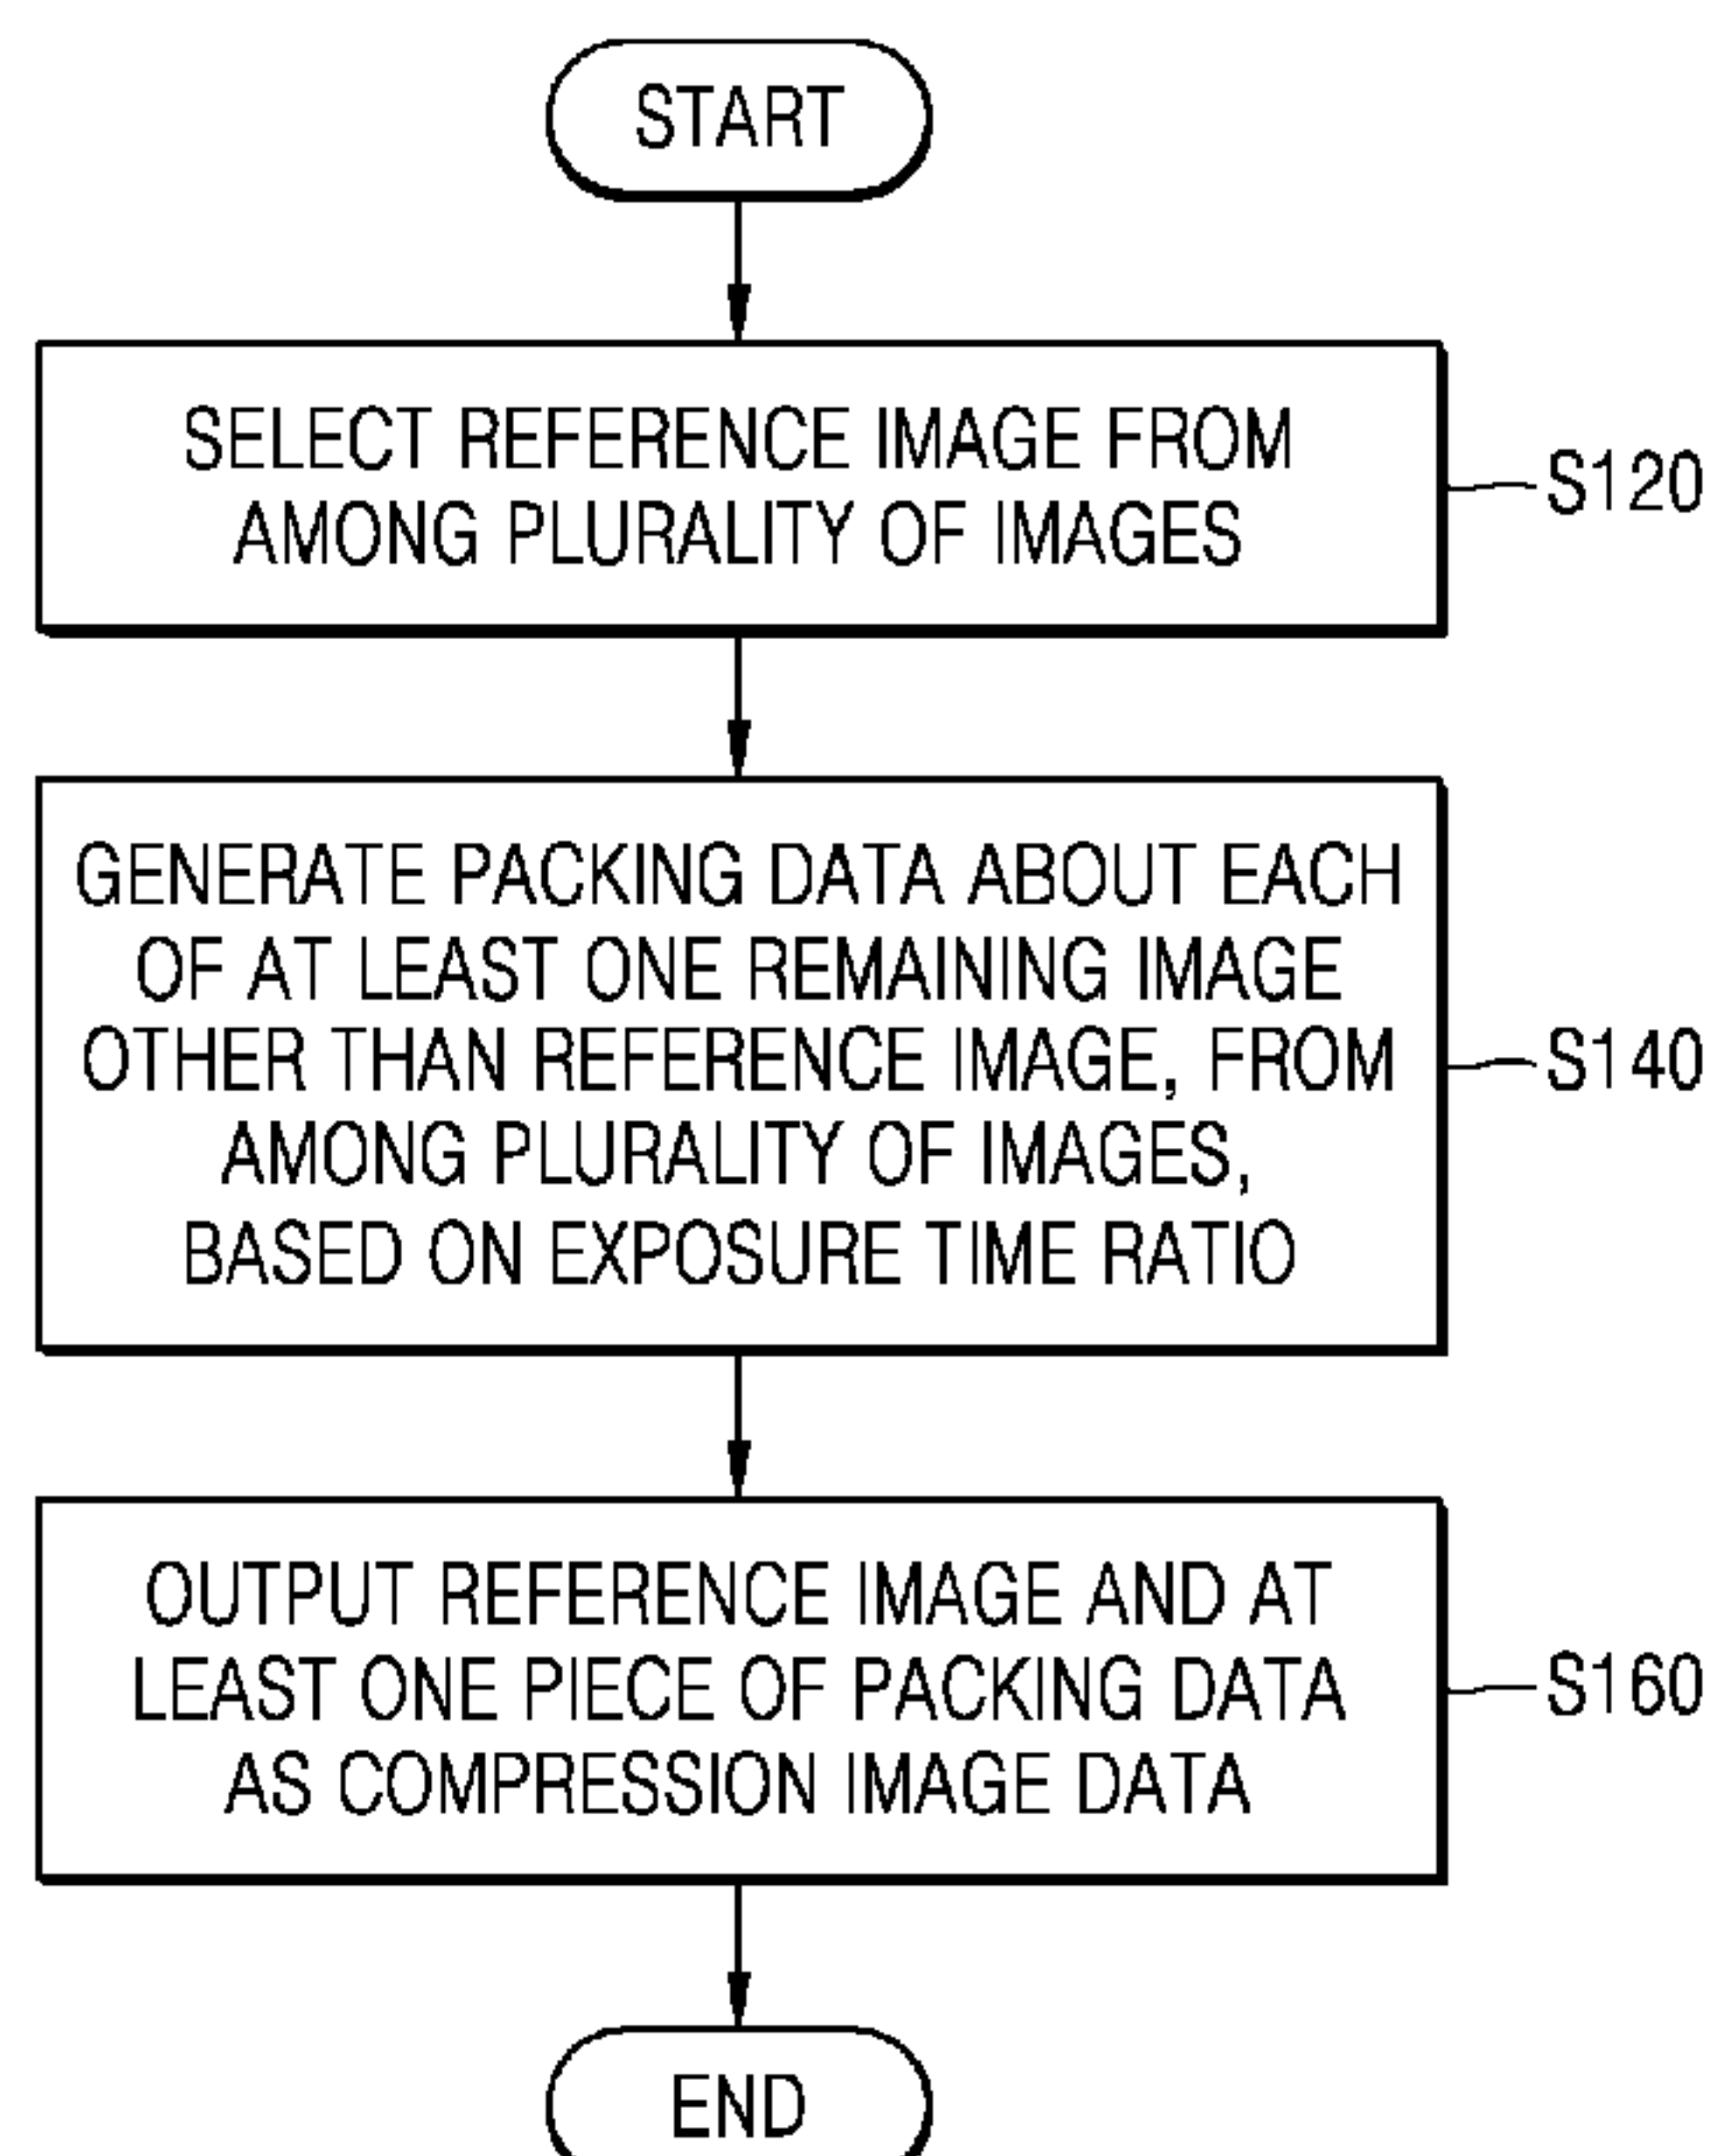 START
SELECT REFERENCE IMAGE FROM
AMONG PLURALITY OF IMAGES
S120
GENERATE PACKING DATA ABOUT EACH
OF AT LEAST ONE REMAINING IMAGE
OTHER THAN REFERENCE IMAGE, FROM
AMONG PLURALITY OF IMAGES,
BASED ON EXPOSURE TIME RATIO
S140
OUTPUT REFERENCE IMAGE AND AT
LEAST ONE PIECE OF PACKING DATA
AS COMPRESSION IMAGE DATA
S160
END